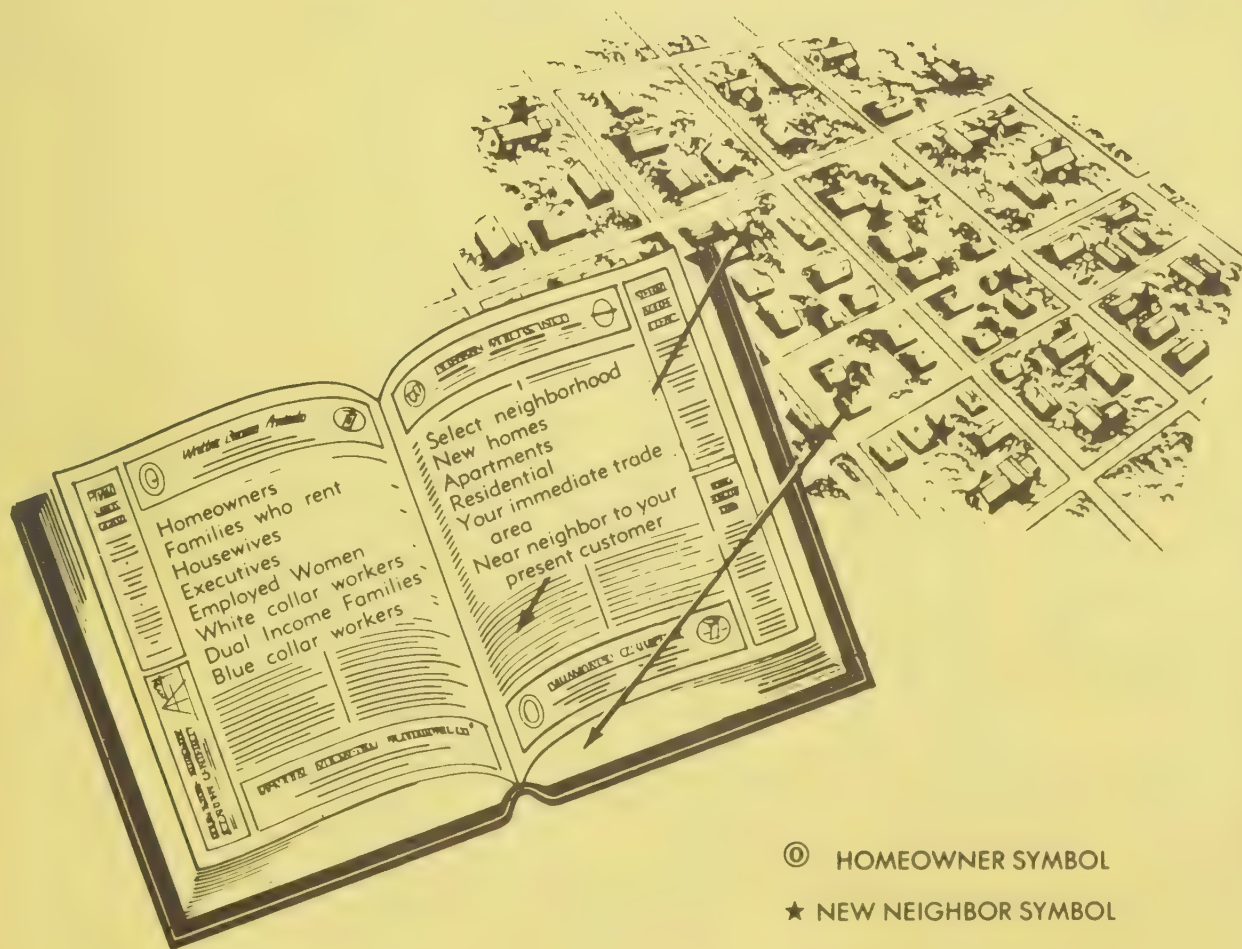 Homeowners
Families who rent
Housewives
Executives
Employed Women
White collar workers
Dual Income Families
Blue collar workers
Select neighborhood
New homes
Apartments
Residential
Your immediate trade
area
Near neighbor to your
present customer
HOMEOWNER SYMBOL
★ NEW NEIGHBOR SYMBOL